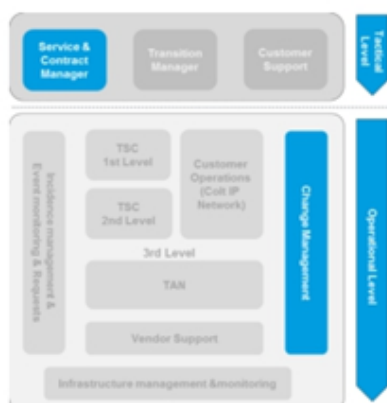 Service &
Contract
Manager
Transition
Manager
Customer
Support
Tactical
Level
Incidence management &
Event monitoring & Requests
TSC
1st Level
Customer
Operations
(Colt IP
Network)
TSC
2nd Level
3rd Level
TAN
Vendor Support
Change Management
Operational Level
Infrastructure management &monitoring